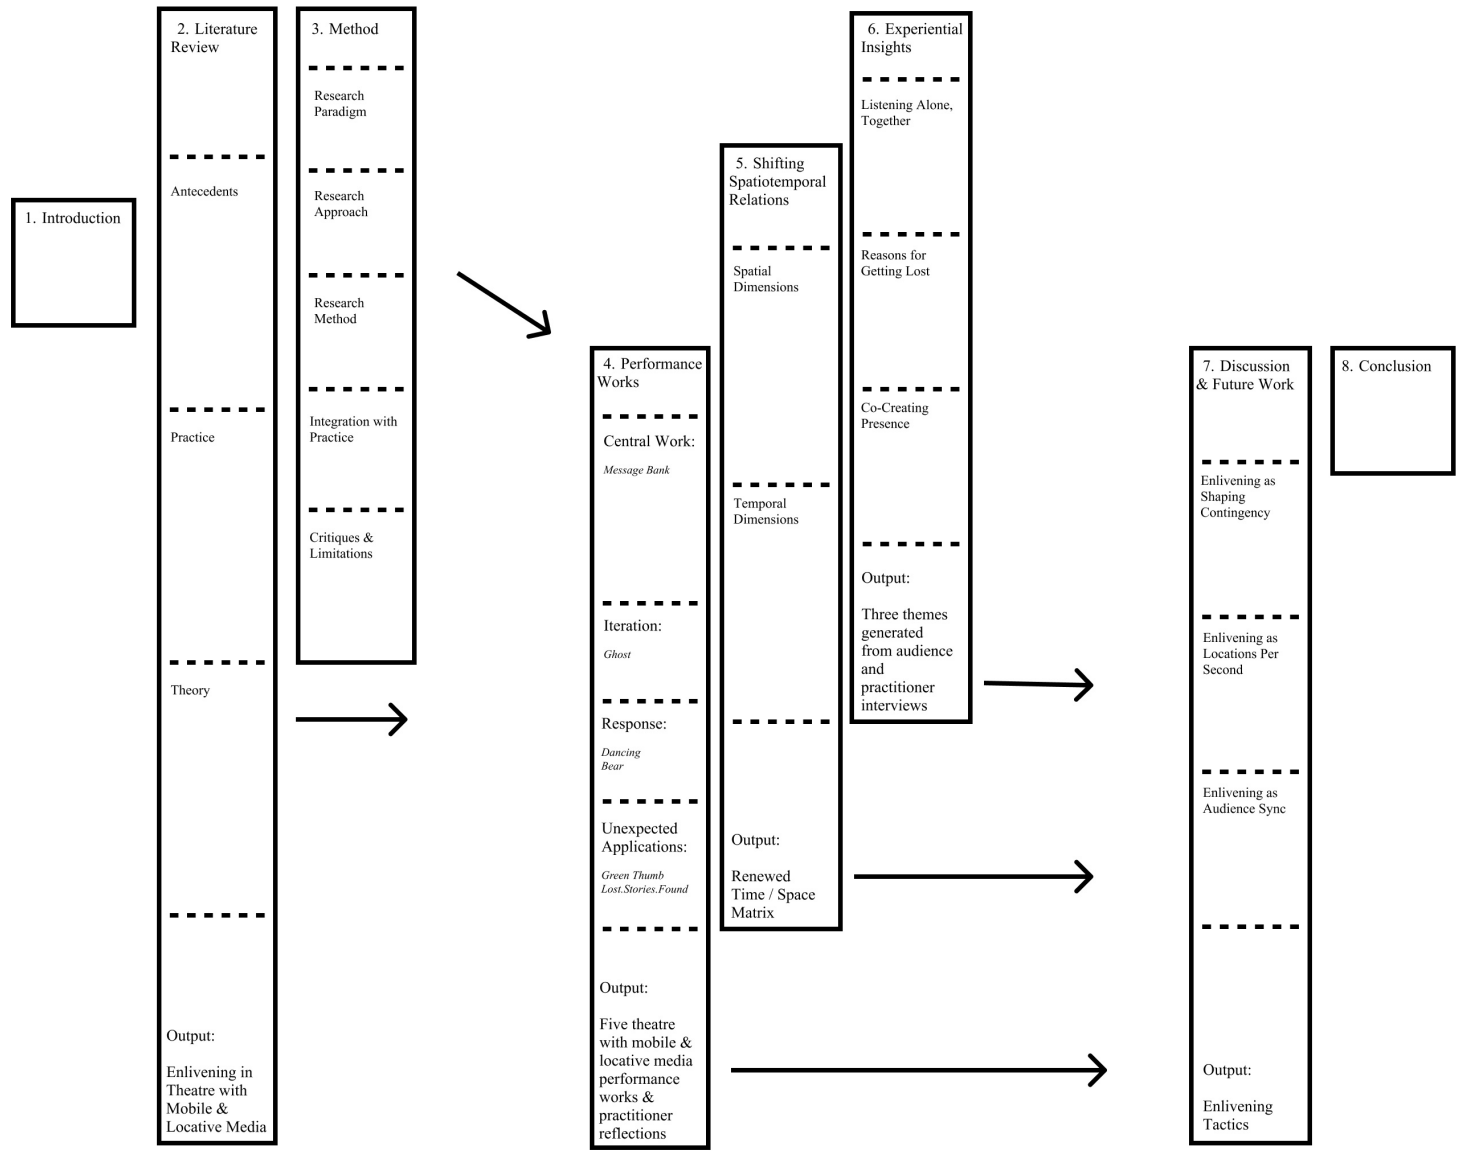 1. Introduction
2. Literature
Review
Antecedents
Practice
Theory
Output:
Enlivening in
Theatre with
Mobile &
Locative Media
3. Method
Research
Paradigm
Research
Approach
Research
Method
Integration with
Practice
Critiques &
Limitations
4. Performance
Works
Central Work:
Message Bank
Iteration:
Ghost
Response:
Dancing
Bear
Unexpected
Applications:
Green Thumb
Lost.Stories.Found
Output:
Five theatre
with mobile &
locative media
performance
works &
practitioner
reflections
5. Shifting
Spatiotemporal
Relations
Spatial
Dimensions
Temporal
Dimensions
Output:
Renewed
Time / Space
Matrix
6. Experiential
Insights
Listening Alone,
Together
Reasons for
Getting Lost
Co-Creating
Presence
Output:
Three themes
generated
from audience
and
practitioner
interviews
7. Discussion
& Future Work
Enlivening as
Shaping
Contingency
Enlivening as
Locations Per
Second
Enlivening as
Audience Sync
Output:
Enlivening
Tactics
8. Conclusion